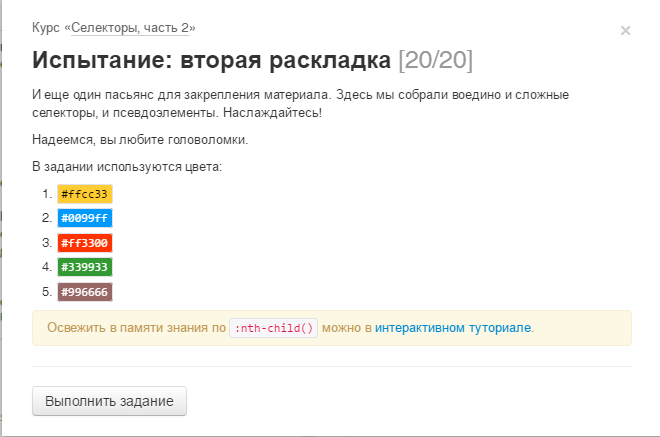 Курс «Селекторы, часть 2»
×
Испытание: вторая раскладка [20/20]
И еще один пасьянс для закрепления материала. Здесь мы собрали воедино и сложные
селекторы, и псевдоэлементы. Наслаждайтесь!
Надеемся, вы любите головоломки.
В задании используются цвета:
1. #ffcc33
2. #0099ff
3. #ff3300
4. #339933
5. #996666
Освежить в памяти знания по :nth-child() можно в интерактивном туториале.
Выполнить задание